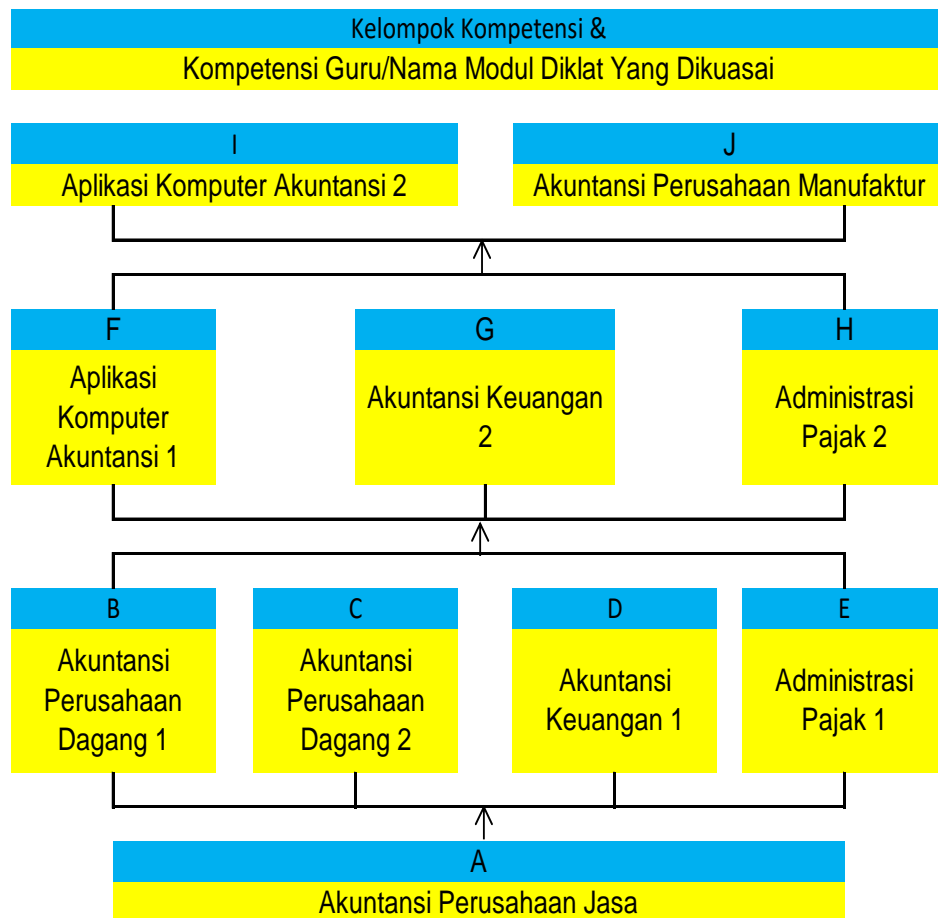 Kelompok Kompetensi &
Kompetensi Guru/Nama Modul Diklat Yang Dikuasai
I
Aplikasi Komputer Akuntansi 2
J
Akuntansi Perusahaan Manufaktur
F
Aplikasi
Komputer
Akuntansi 1
G
Akuntansi Keuangan
2
H
Administrasi
Pajak 2
B
Akuntansi
Perusahaan
Dagang 1
C
Akuntansi
Perusahaan
Dagang 2
D
Akuntansi
Keuangan 1
E
Administrasi
Pajak 1
A
Akuntansi Perusahaan Jasa